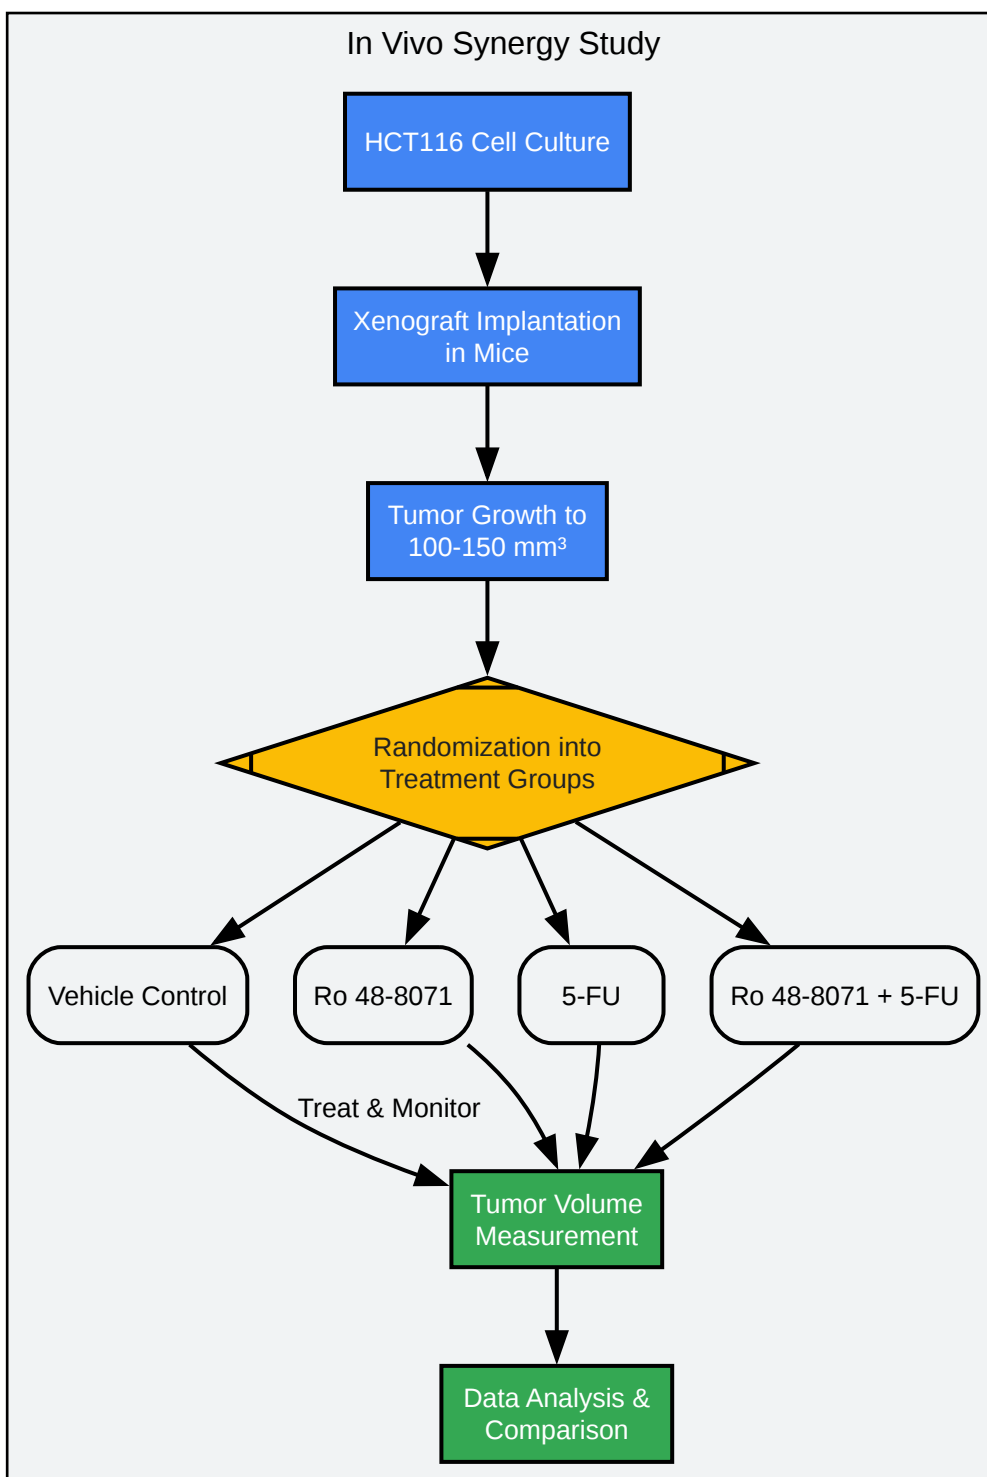 In Vivo Synergy Study
HCT116 Cell Culture
Xenograft Implantation
in Mice
Tumor Growth to
100-150 mm³
Randomization into
Treatment Groups
Vehicle Control
Ro 48-8071
5-FU
Ro 48-8071 + 5-FU
Treat & Monitor
Tumor Volume
Measurement
Data Analysis &
Comparison